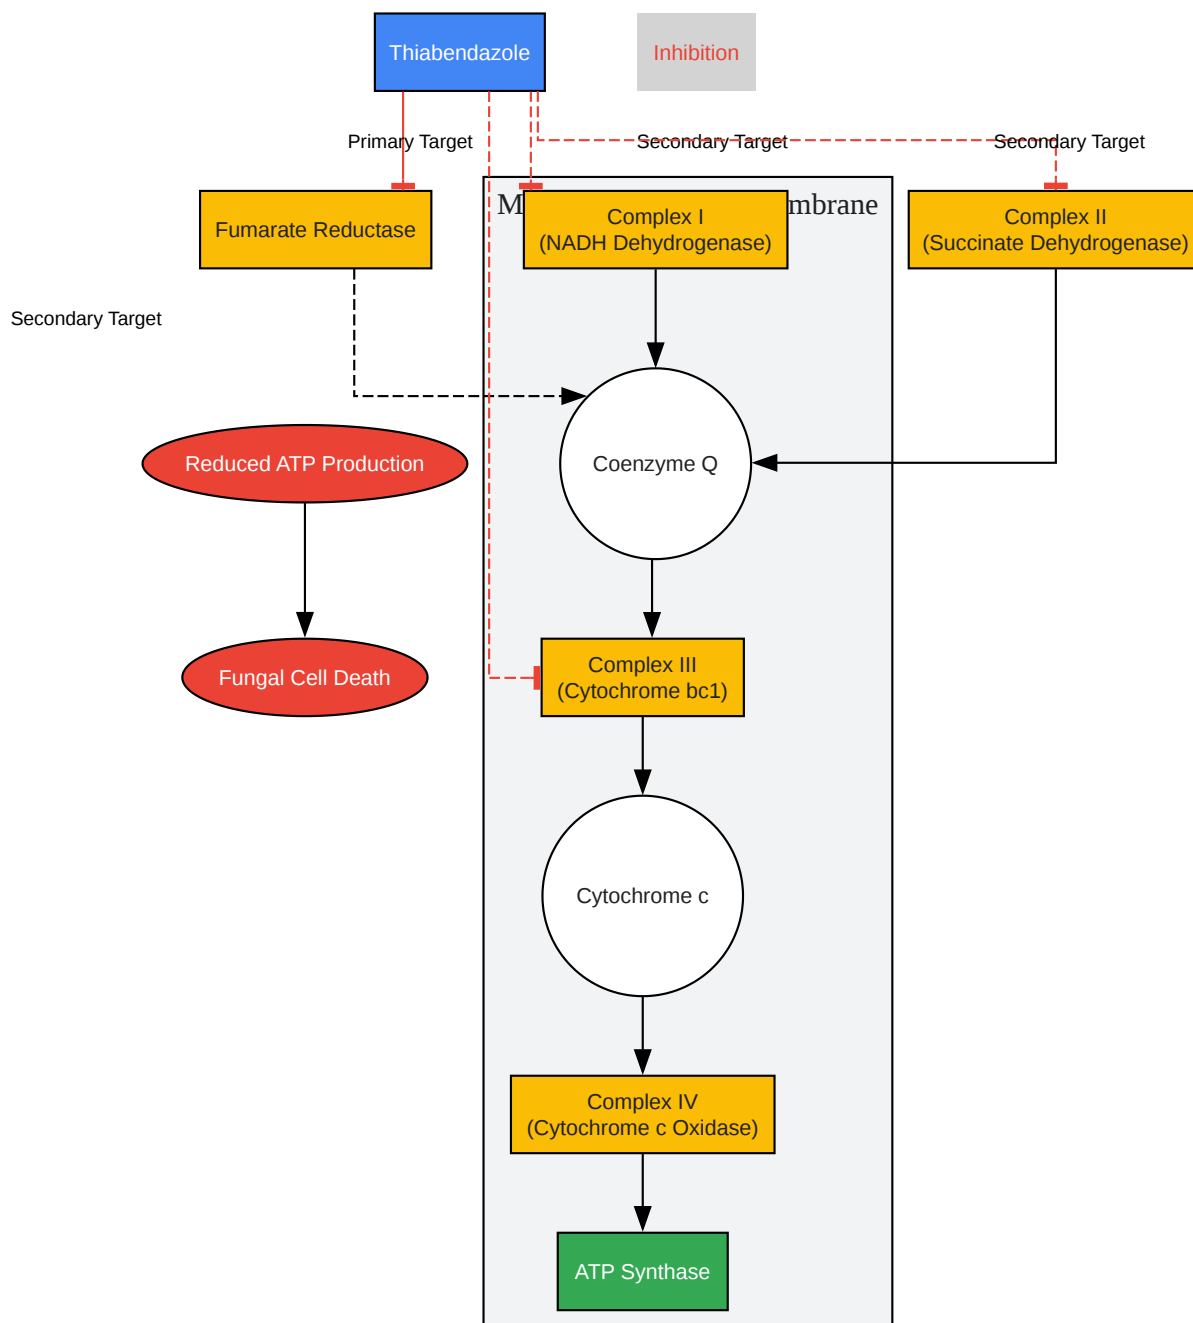 Thiabendazole
Inhibition
Primary Target
Secondary Target
Secondary Target
Fumarate Reductase
Complex I
(NADH Dehydrogenase)
mbrane
Complex II
(Succinate Dehydrogenase)
Secondary Target
Reduced ATP Production
Coenzyme Q
Fungal Cell Death
Complex III
(Cytochrome bc1)
Cytochrome c
Complex IV
(Cytochrome c Oxidase)
ATP Synthase